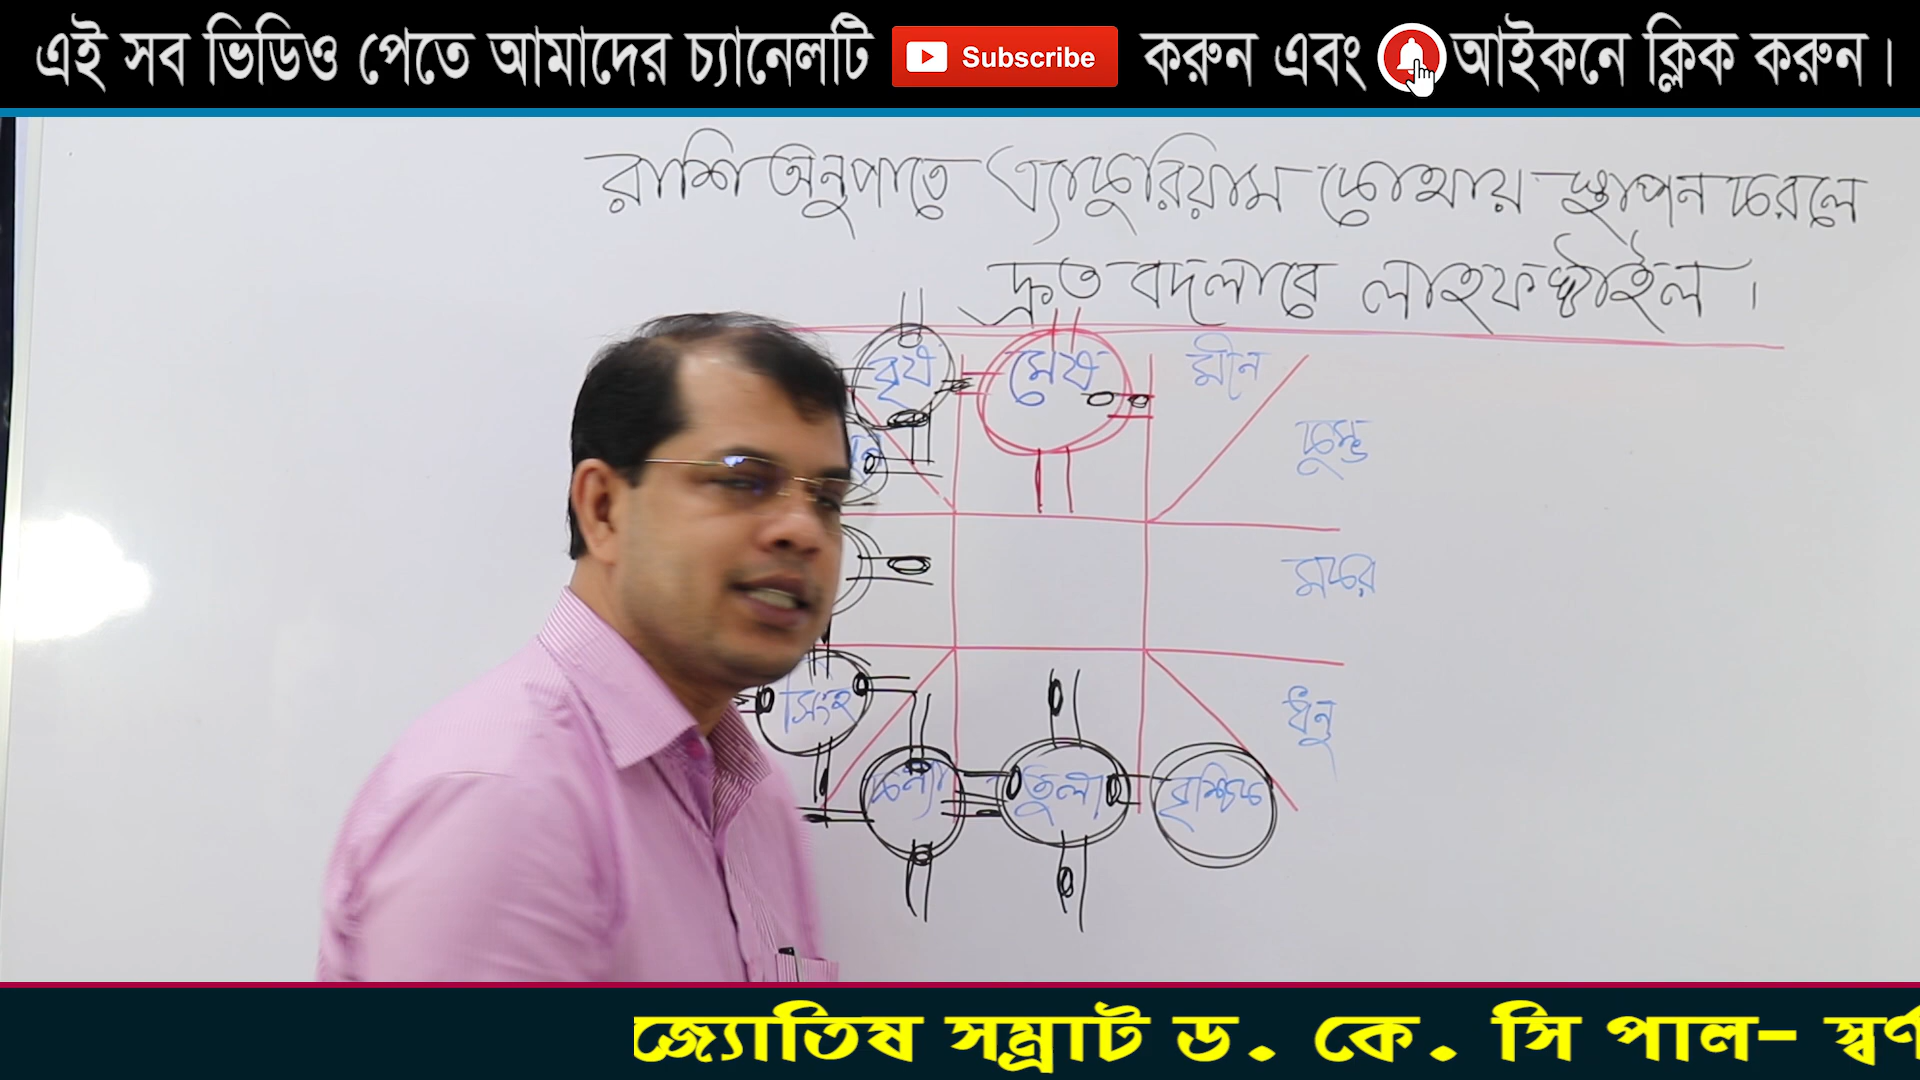 এই সব ভিডিও পেতে আমাদের চ্যানেলটি Subscribe করুন এবং আইকনে ক্লিক করুন।
রাশি অনুপাতে এ্যাকুরিয়াম কোথায় স্থাপন করলে
দ্রুত বদলাবে লাইফস্টাইল।
বৃষ মেষ মীন
কুম্ভ
মকর
সিংহ ধনু
কন্যা তুলা বৃশ্চিক
জ্যোতিষ সম্রাট ড. কে. সি পাল- স্বর্ণ